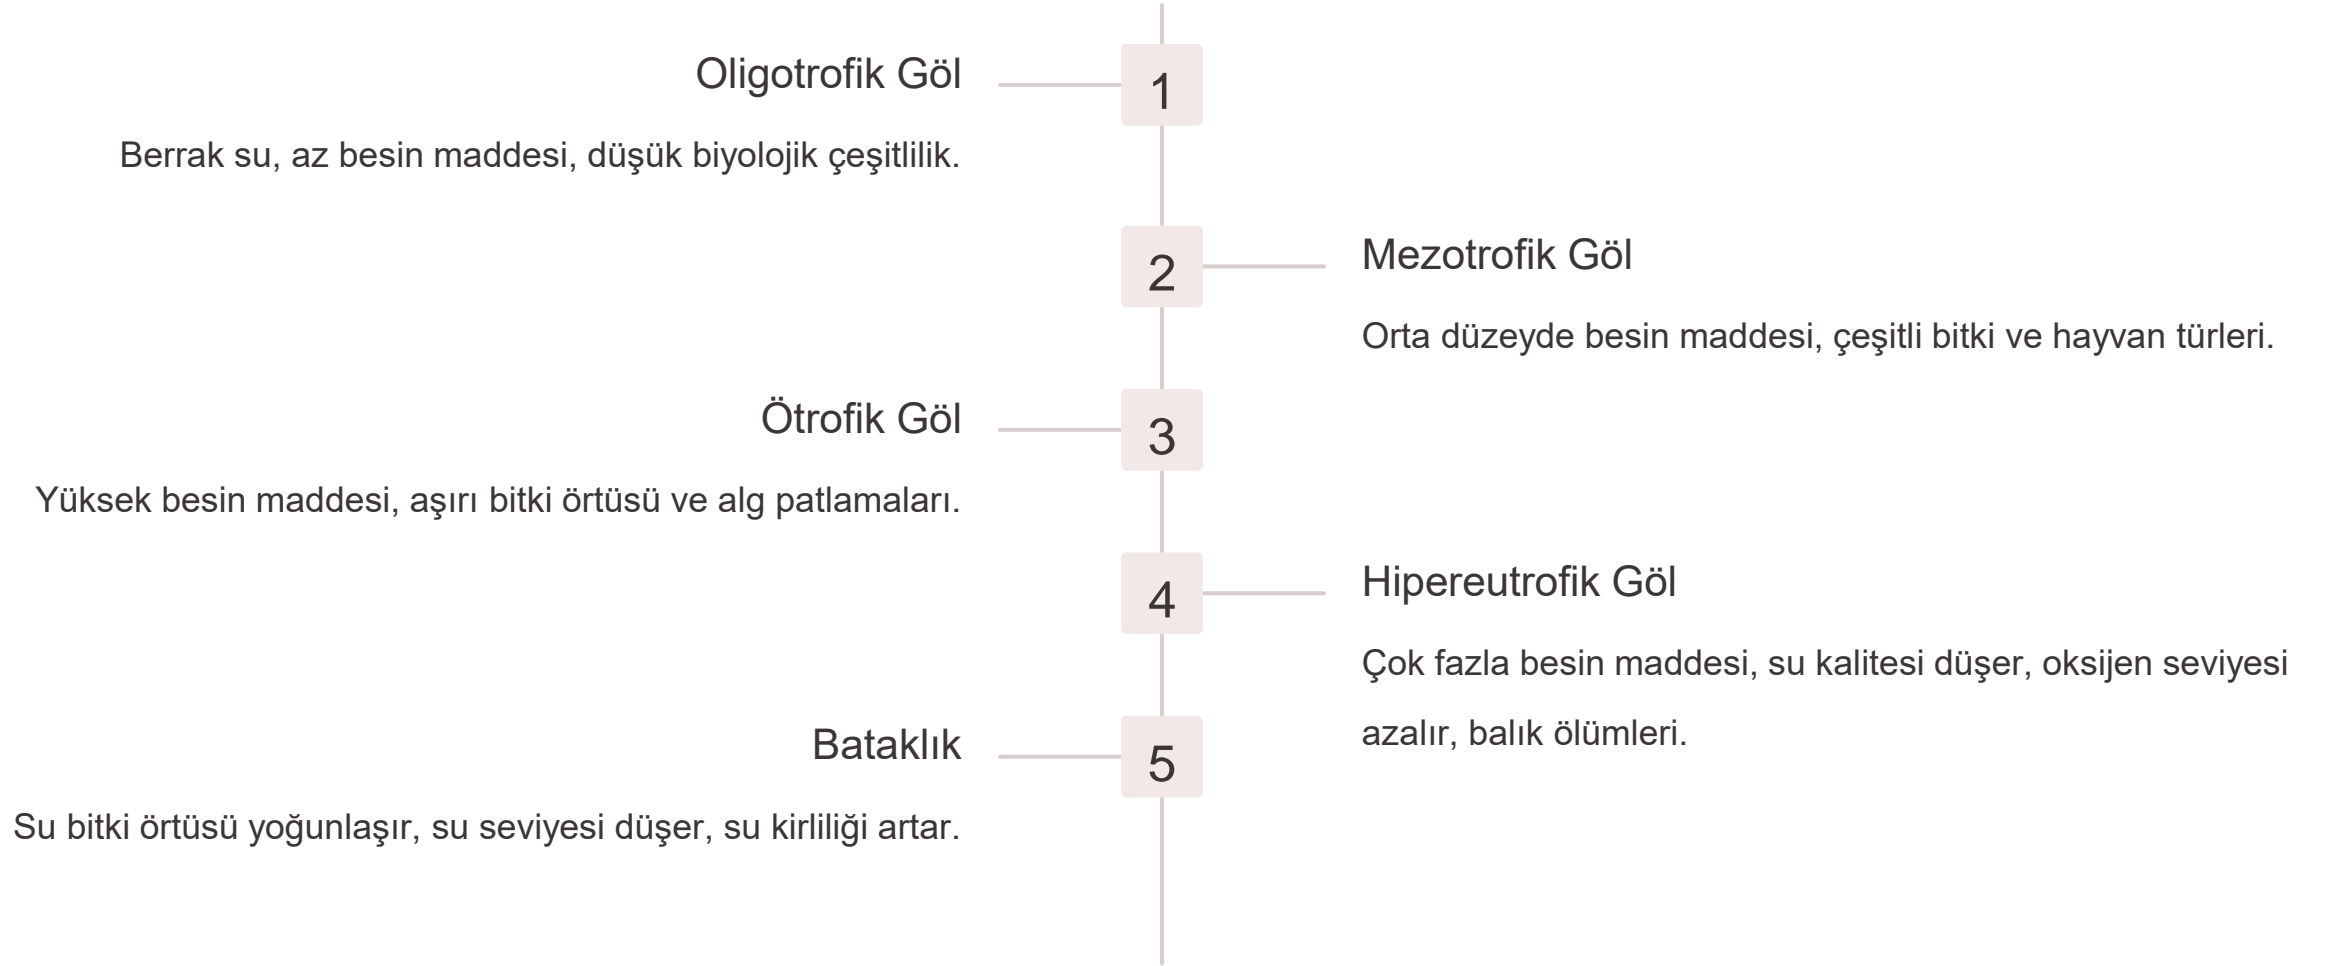 Oligotrofik Göl
1
Berrak su, az besin maddesi, düşük biyolojik çeşitlilik.
2
Mezotrofik Göl
Orta düzeyde besin maddesi, çeşitli bitki ve hayvan türleri.
Ötrofik Göl
3
Yüksek besin maddesi, aşırı bitki örtüsü ve alg patlamaları.
4
Hipereutrofik Göl
Çok fazla besin maddesi, su kalitesi düşer, oksijen seviyesi
azalır, balık ölümleri.
Bataklık
5
Su bitki örtüsü yoğunlaşır, su seviyesi düşer, su kirliliği artar.